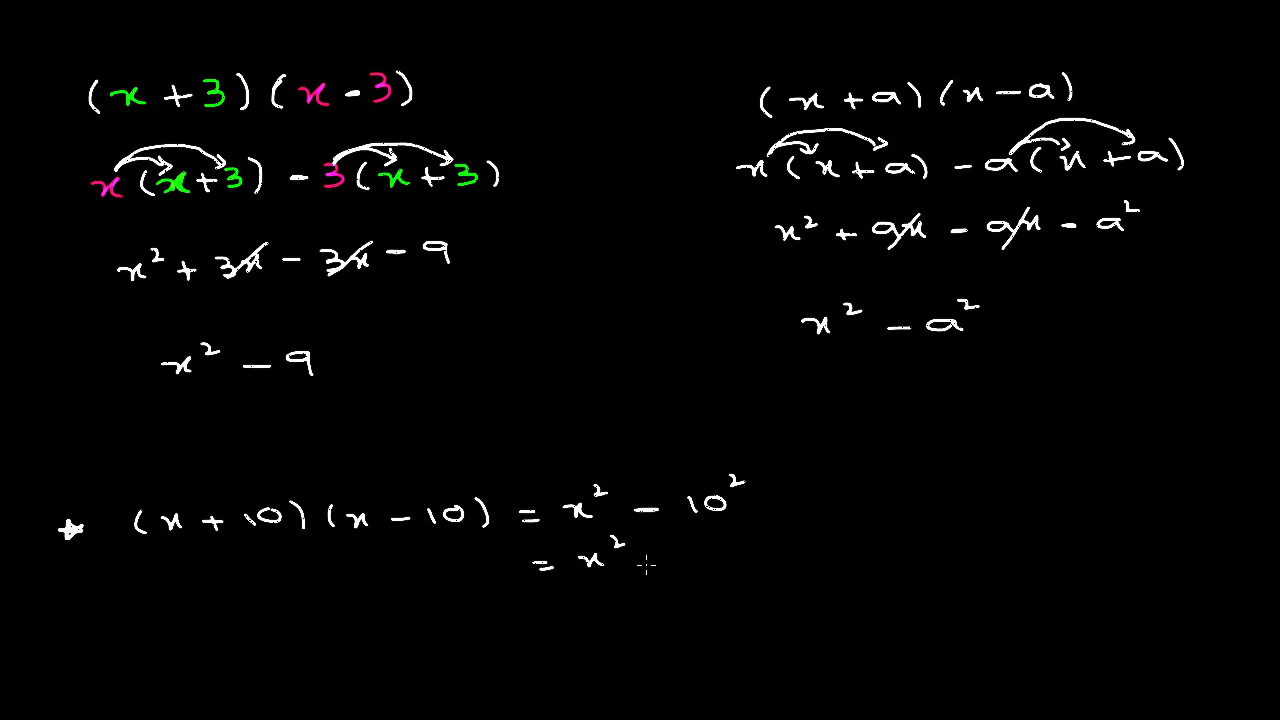 (x + 3)(x - 3)
x(x + 3) - 3(x + 3)
x² + 3x - 3x - 9
x² - 9
(x + a)(x - a)
x(x + a) - a(x + a)
x² + ax - ax - a²
x² - a²
* (x + 10)(x - 10) = x² - 10²
= x²